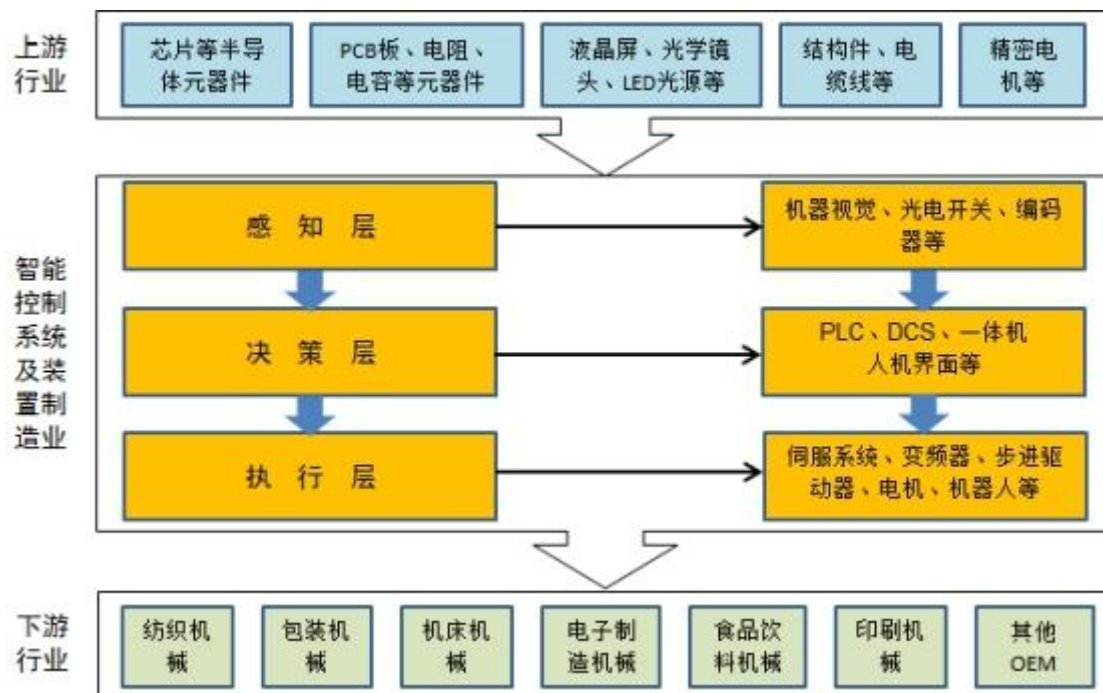 上游
行业
芯片等半导
体元器件
PCB板、电阻、
电容等元器件
液晶屏、光学镜
头、LED光源等
结构件、电
缆线等
精密电
机等
智能
控制
系统
及装
置制
造业
感 知 层
机器视觉、光电开关、编码
器等
决 策 层
PLC、DCS、一体机
人机界面等
执 行 层
伺服系统、变频器、步进驱
动器、电机、机器人等
下游
行业
纺织机
械
包装机
械
机床机
械
电子制
造机械
食品饮
料机械
印刷机
械
其他
OEM